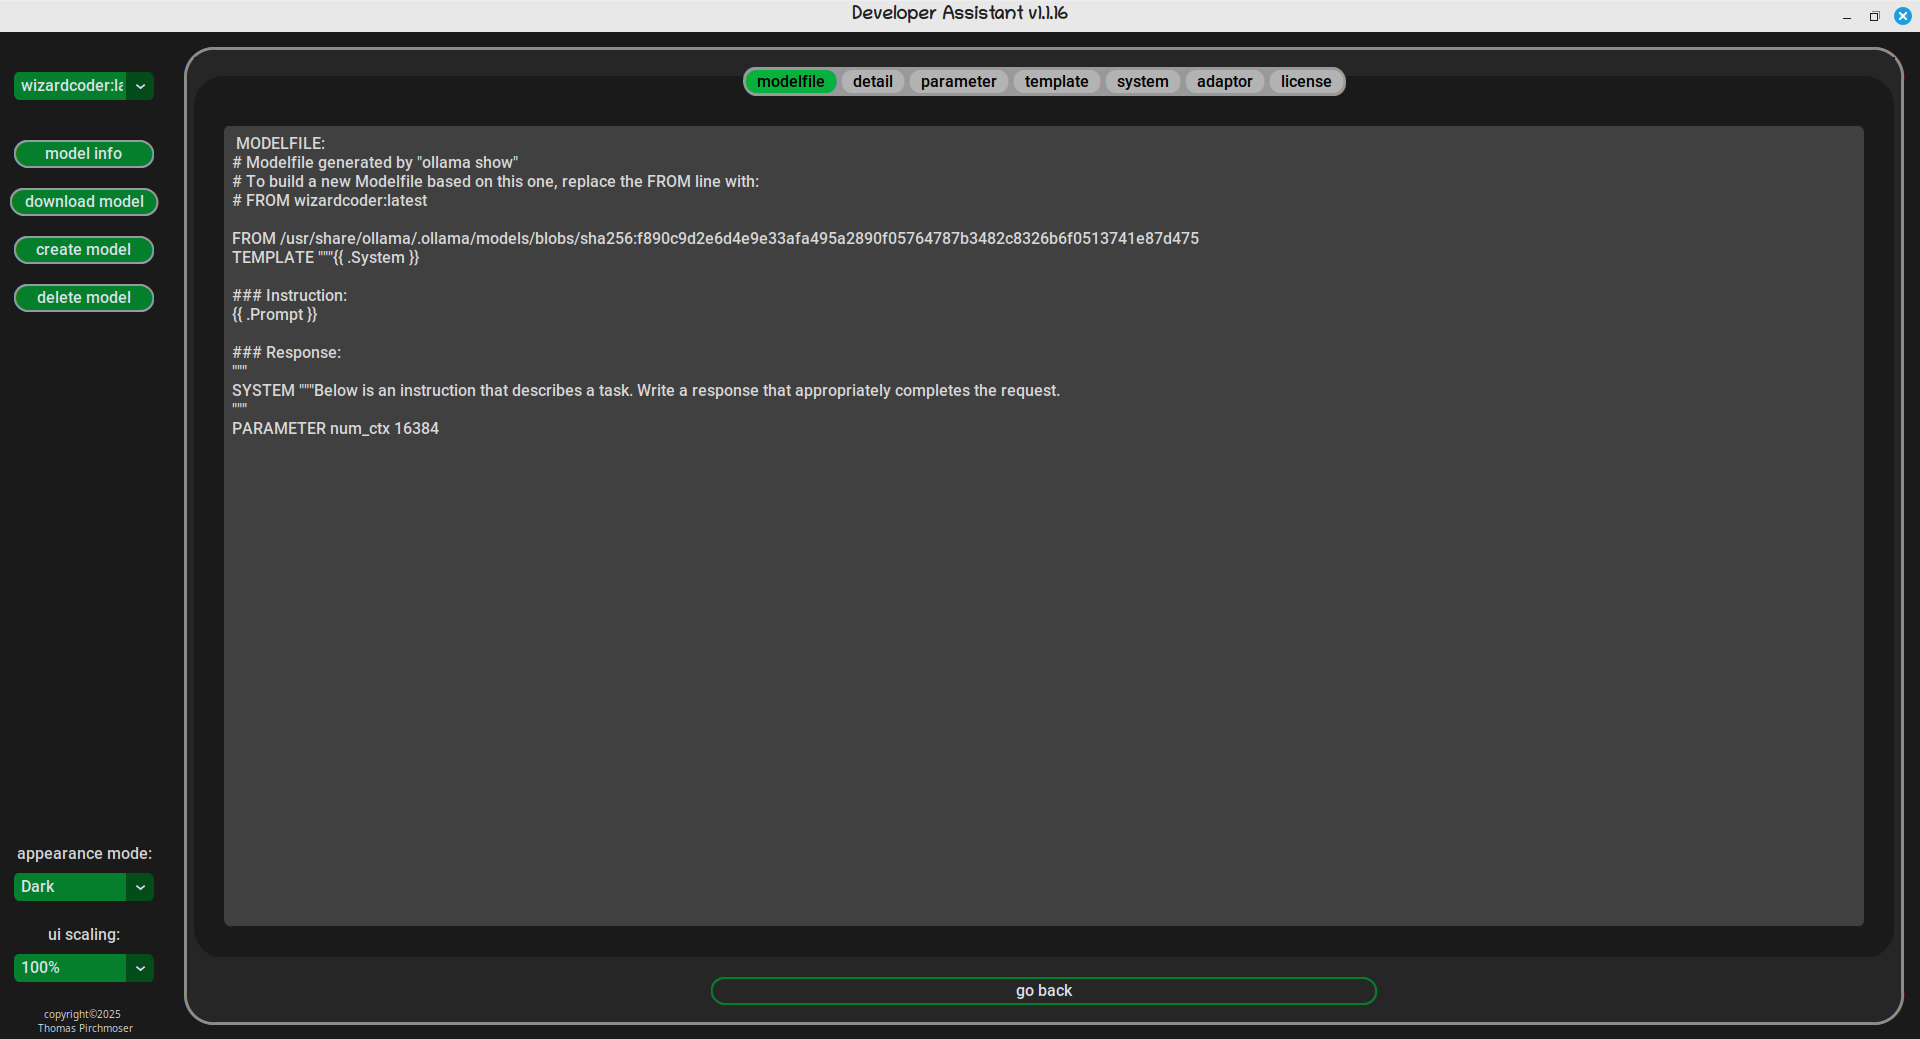 Developer Assistant v1.1.16
wizardcoder:la
model info
download model
create model
delete model
appearance mode:
Dark
ui scaling:
100%
copyright©2025
Thomas Pirchmoser
modelfile detail parameter template system adaptor license
MODELFILE:
# Modelfile generated by "ollama show"
# To build a new Modelfile based on this one, replace the FROM line with:
# FROM wizardcoder:latest
FROM /usr/share/ollama/.ollama/models/blobs/sha256:f890c9d2e6d4e9e33afa495a2890f05764787b3482c8326b6f0513741e87d475
TEMPLATE """{{ .System }}
### Instruction:
{{ .Prompt }}
### Response:
"""
SYSTEM """Below is an instruction that describes a task. Write a response that appropriately completes the request.
"""
PARAMETER num_ctx 16384
go back